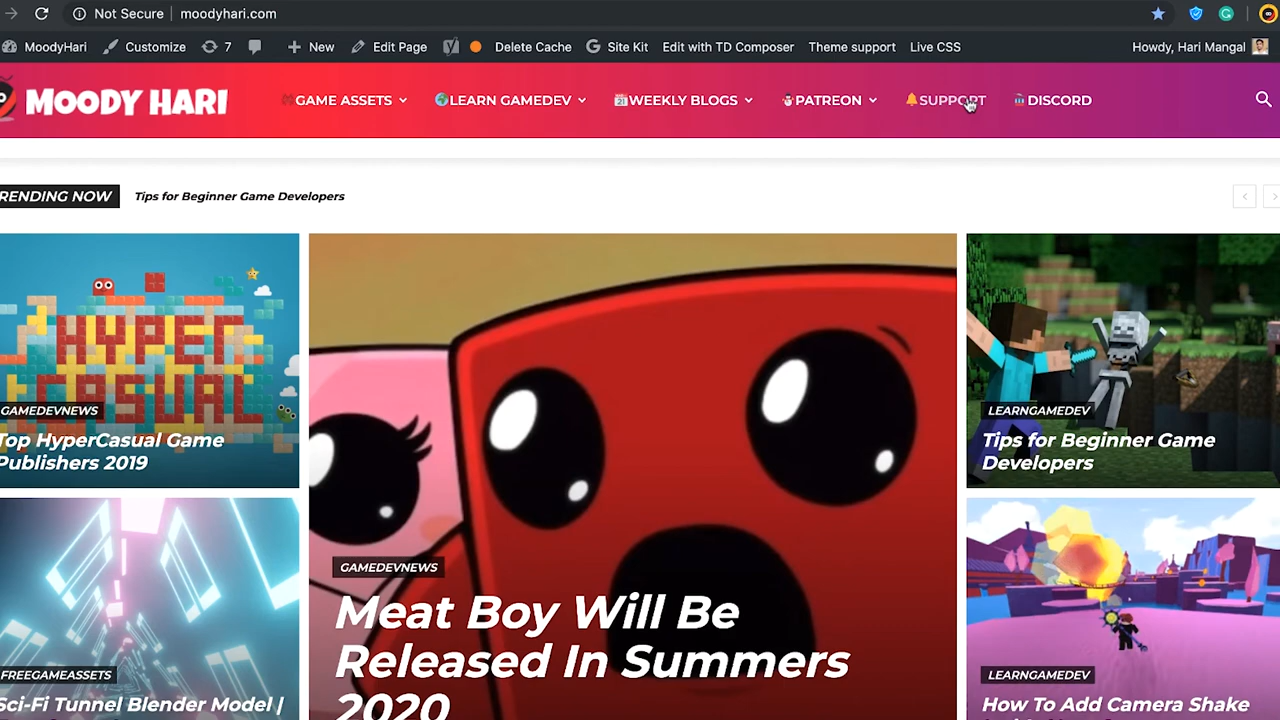 Not Secure moodyhari.com
MoodyHari Customize 7 New Edit Page Delete Cache Site Kit Edit with TD Composer Theme support Live CSS Howdy, Hari Mangal
MOODY HARI GAME ASSETS LEARN GAMEDEV WEEKLY BLOGS PATREON SUPPORT DISCORD
RENDING NOW Tips for Beginner Game Developers
HYPER
CASUAL
GAMEDEVNEWS
Top HyperCasual Game
Publishers 2019
LEARNGAMEDEV
Tips for Beginner Game
Developers
GAMEDEVNEWS
Meat Boy Will Be
Released In Summers
2020
FREEGAMEASSETS
Sci-Fi Tunnel Blender Model |
LEARNGAMEDEV
How To Add Camera Shake